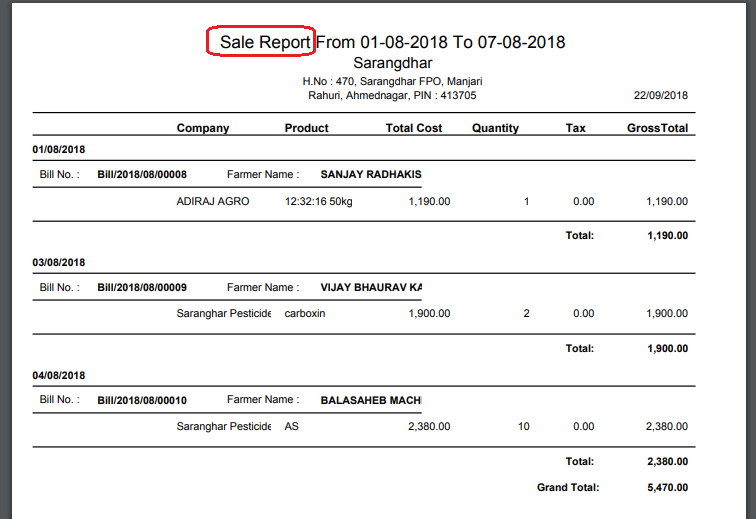 Sale Report From 01-08-2018 To 07-08-2018
Sarangdhar
H.No : 470, Sarangdhar FPO, Manjari
Rahuri, Ahmednagar, PIN : 413705 22/09/2018
Company Product Total Cost Quantity Tax GrossTotal
01/08/2018
Bill No. : Bill/2018/08/00008 Farmer Name : SANJAY RADHAKIS
ADIRAJ AGRO 12:32:16 50kg 1,190.00 1 0.00 1,190.00
Total: 1,190.00
03/08/2018
Bill No. : Bill/2018/08/00009 Farmer Name : VIJAY BHAURAV KA
Saranghar Pesticide carboxin 1,900.00 2 0.00 1,900.00
Total: 1,900.00
04/08/2018
Bill No. : Bill/2018/08/00010 Farmer Name : BALASAHEB MACH
Saranghar Pesticide AS 2,380.00 10 0.00 2,380.00
Total: 2,380.00
Grand Total: 5,470.00